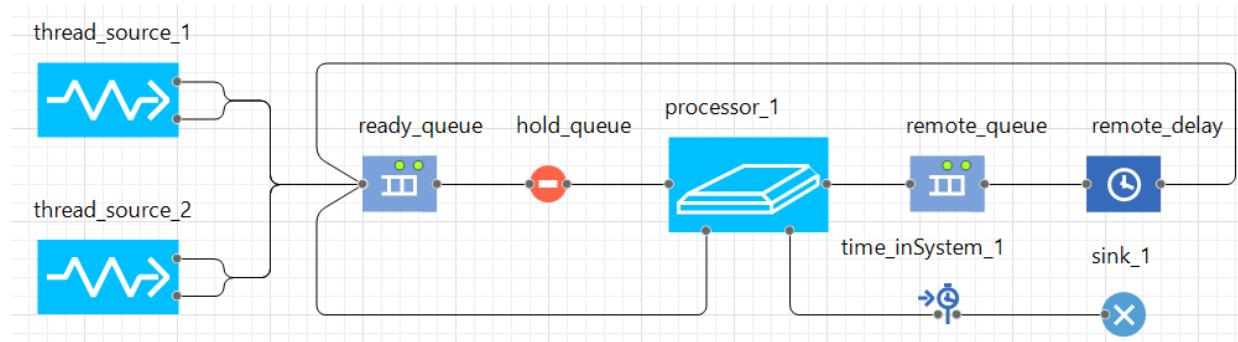 thread_source_1
processor_1
ready_queue
hold_queue
remote_queue
remote_delay
thread_source_2
time_inSystem_1
sink_1